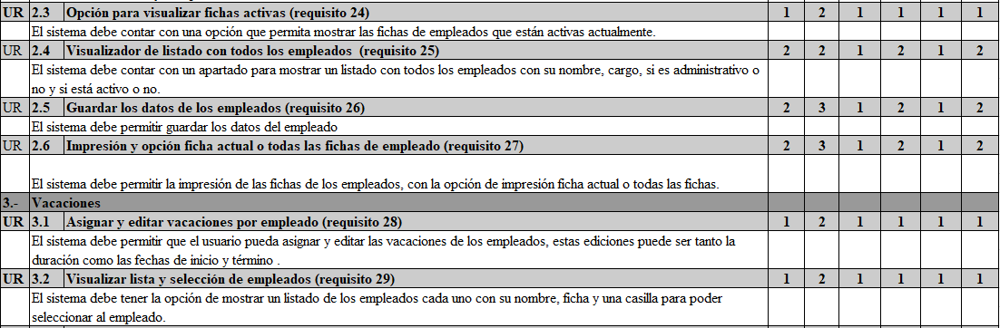 UR 2.3 Opción para visualizar fichas activas (requisito 24) 1 2 1 1 1 1
El sistema debe contar con una opción que permita mostrar las fichas de empleados que están activas actualmente.
UR 2.4 Visualizador de listado con todos los empleados (requisito 25) 2 2 1 2 1 2
El sistema debe contar con un apartado para mostrar un listado con todos los empleados con su nombre, cargo, si es administrativo o
no y si está activo o no.
UR 2.5 Guardar los datos de los empleados (requisito 26) 2 3 1 2 1 2
El sistema debe permitir guardar los datos del empleado
UR 2.6 Impresión y opción ficha actual o todas las fichas de empleado (requisito 27) 2 3 1 2 1 2
El sistema debe permitir la impresión de las fichas de los empleados, con la opción de impresión ficha actual o todas las fichas.
3.- Vacaciones
UR 3.1 Asignar y editar vacaciones por empleado (requisito 28) 1 2 1 1 1 1
El sistema debe permitir que el usuario pueda asignar y editar las vacaciones de los empleados, estas ediciones puede ser tanto la
duración como las fechas de inicio y término .
UR 3.2 Visualizar lista y selección de empleados (requisito 29) 1 2 1 1 1 1
El sistema debe tener la opción de mostrar un listado de los empleados cada uno con su nombre, ficha y una casilla para poder
seleccionar al empleado.